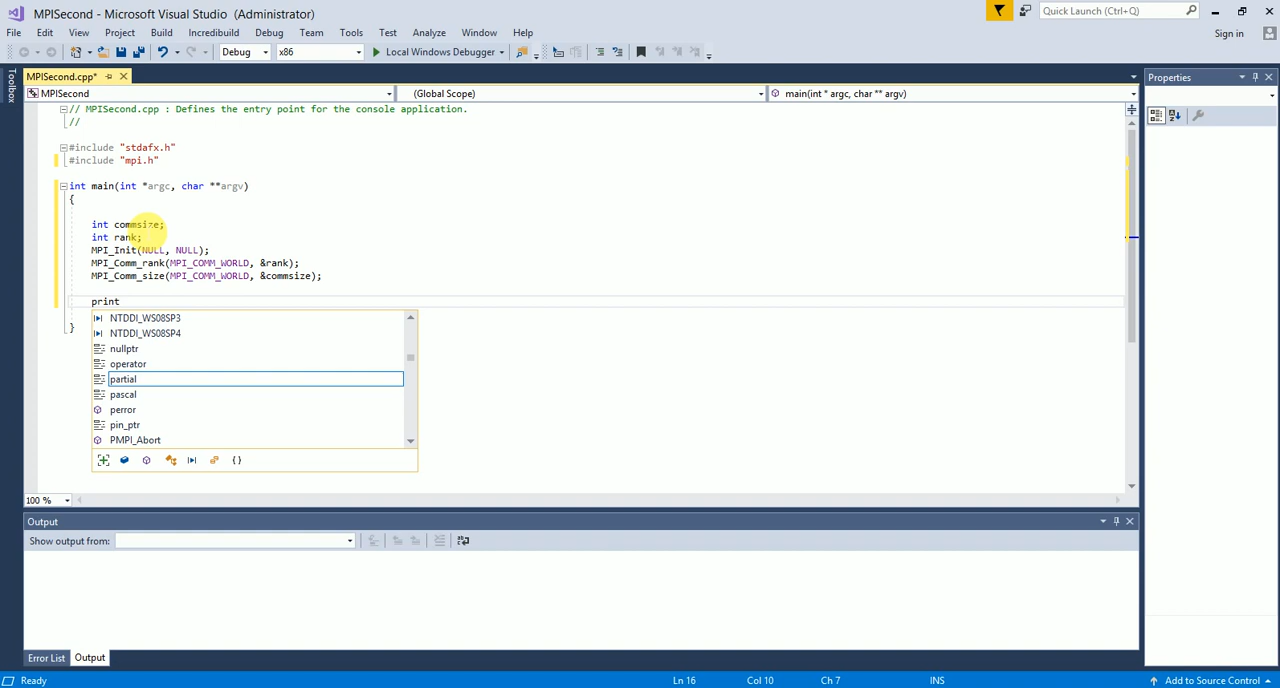 MPISecond - Microsoft Visual Studio (Administrator)
Quick Launch (Ctrl+Q)
File Edit View Project Build Incredibuild Debug Team Tools Test Analyze Window Help
Sign in
Debug x86 Local Windows Debugger
Toolbox
MPISecond.cpp*
Properties
MPISecond (Global Scope) main(int * argc, char ** argv)
// MPISecond.cpp : Defines the entry point for the console application.
//
#include "stdafx.h"
#include "mpi.h"
int main(int *argc, char **argv)
{
int commsize;
int rank;
MPI_Init(NULL, NULL);
MPI_Comm_rank(MPI_COMM_WORLD, &rank);
MPI_Comm_size(MPI_COMM_WORLD, &commsize);
print
NTDDI_WS08SP3
NTDDI_WS08SP4
nullptr
operator
partial
pascal
perror
pin_ptr
PMPI_Abort
}
100 %
Output
Show output from:
Error List Output
Ready Ln 16 Col 10 Ch 7 INS Add to Source Control